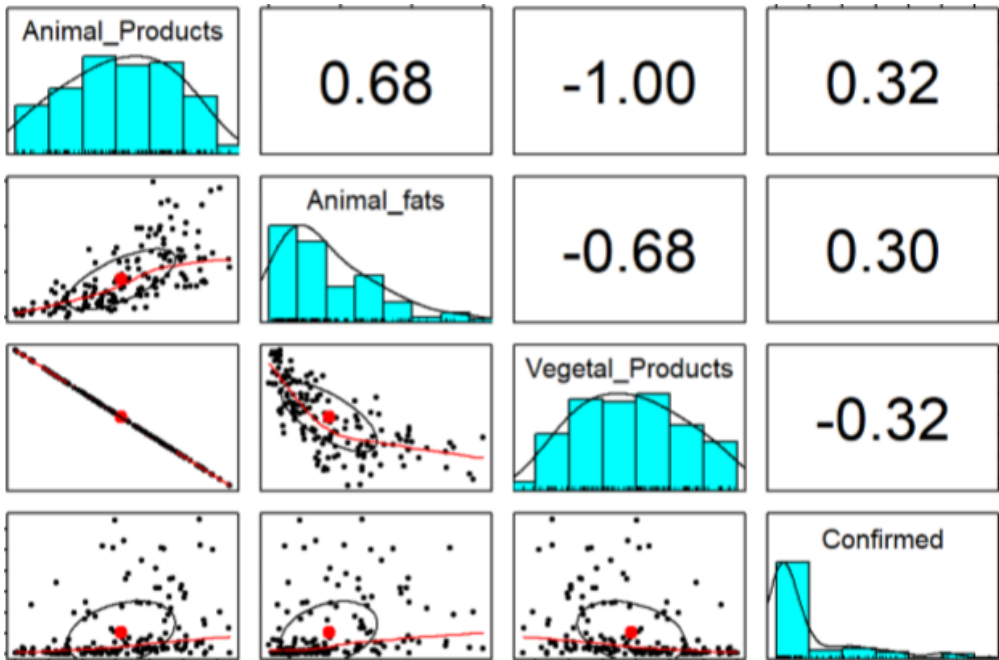 Animal_Products
0.68
-1.00
0.32
Animal_fats
-0.68
0.30
Vegetal_Products
-0.32
Confirmed